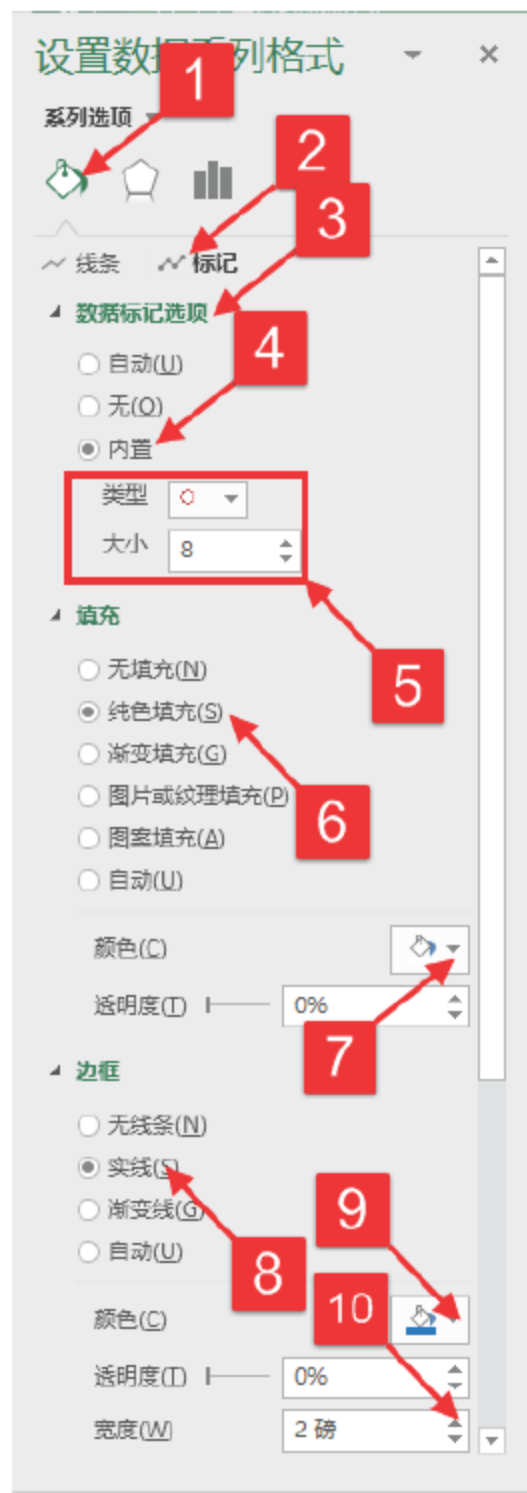 设置数据系列格式
1
系列选项
2
3
线条 标记
数据标记选项
4
自动(U)
无(O)
内置
类型
大小 8
填充
5
无填充(N)
纯色填充(S)
渐变填充(G)
图片或纹理填充(P)
6
图案填充(A)
自动(U)
颜色(C)
透明度(T) 0%
7
边框
无线条(N)
实线(S)
渐变线(G)
9
自动(U)
8
10
颜色(C)
透明度(T) 0%
宽度(W) 2 磅